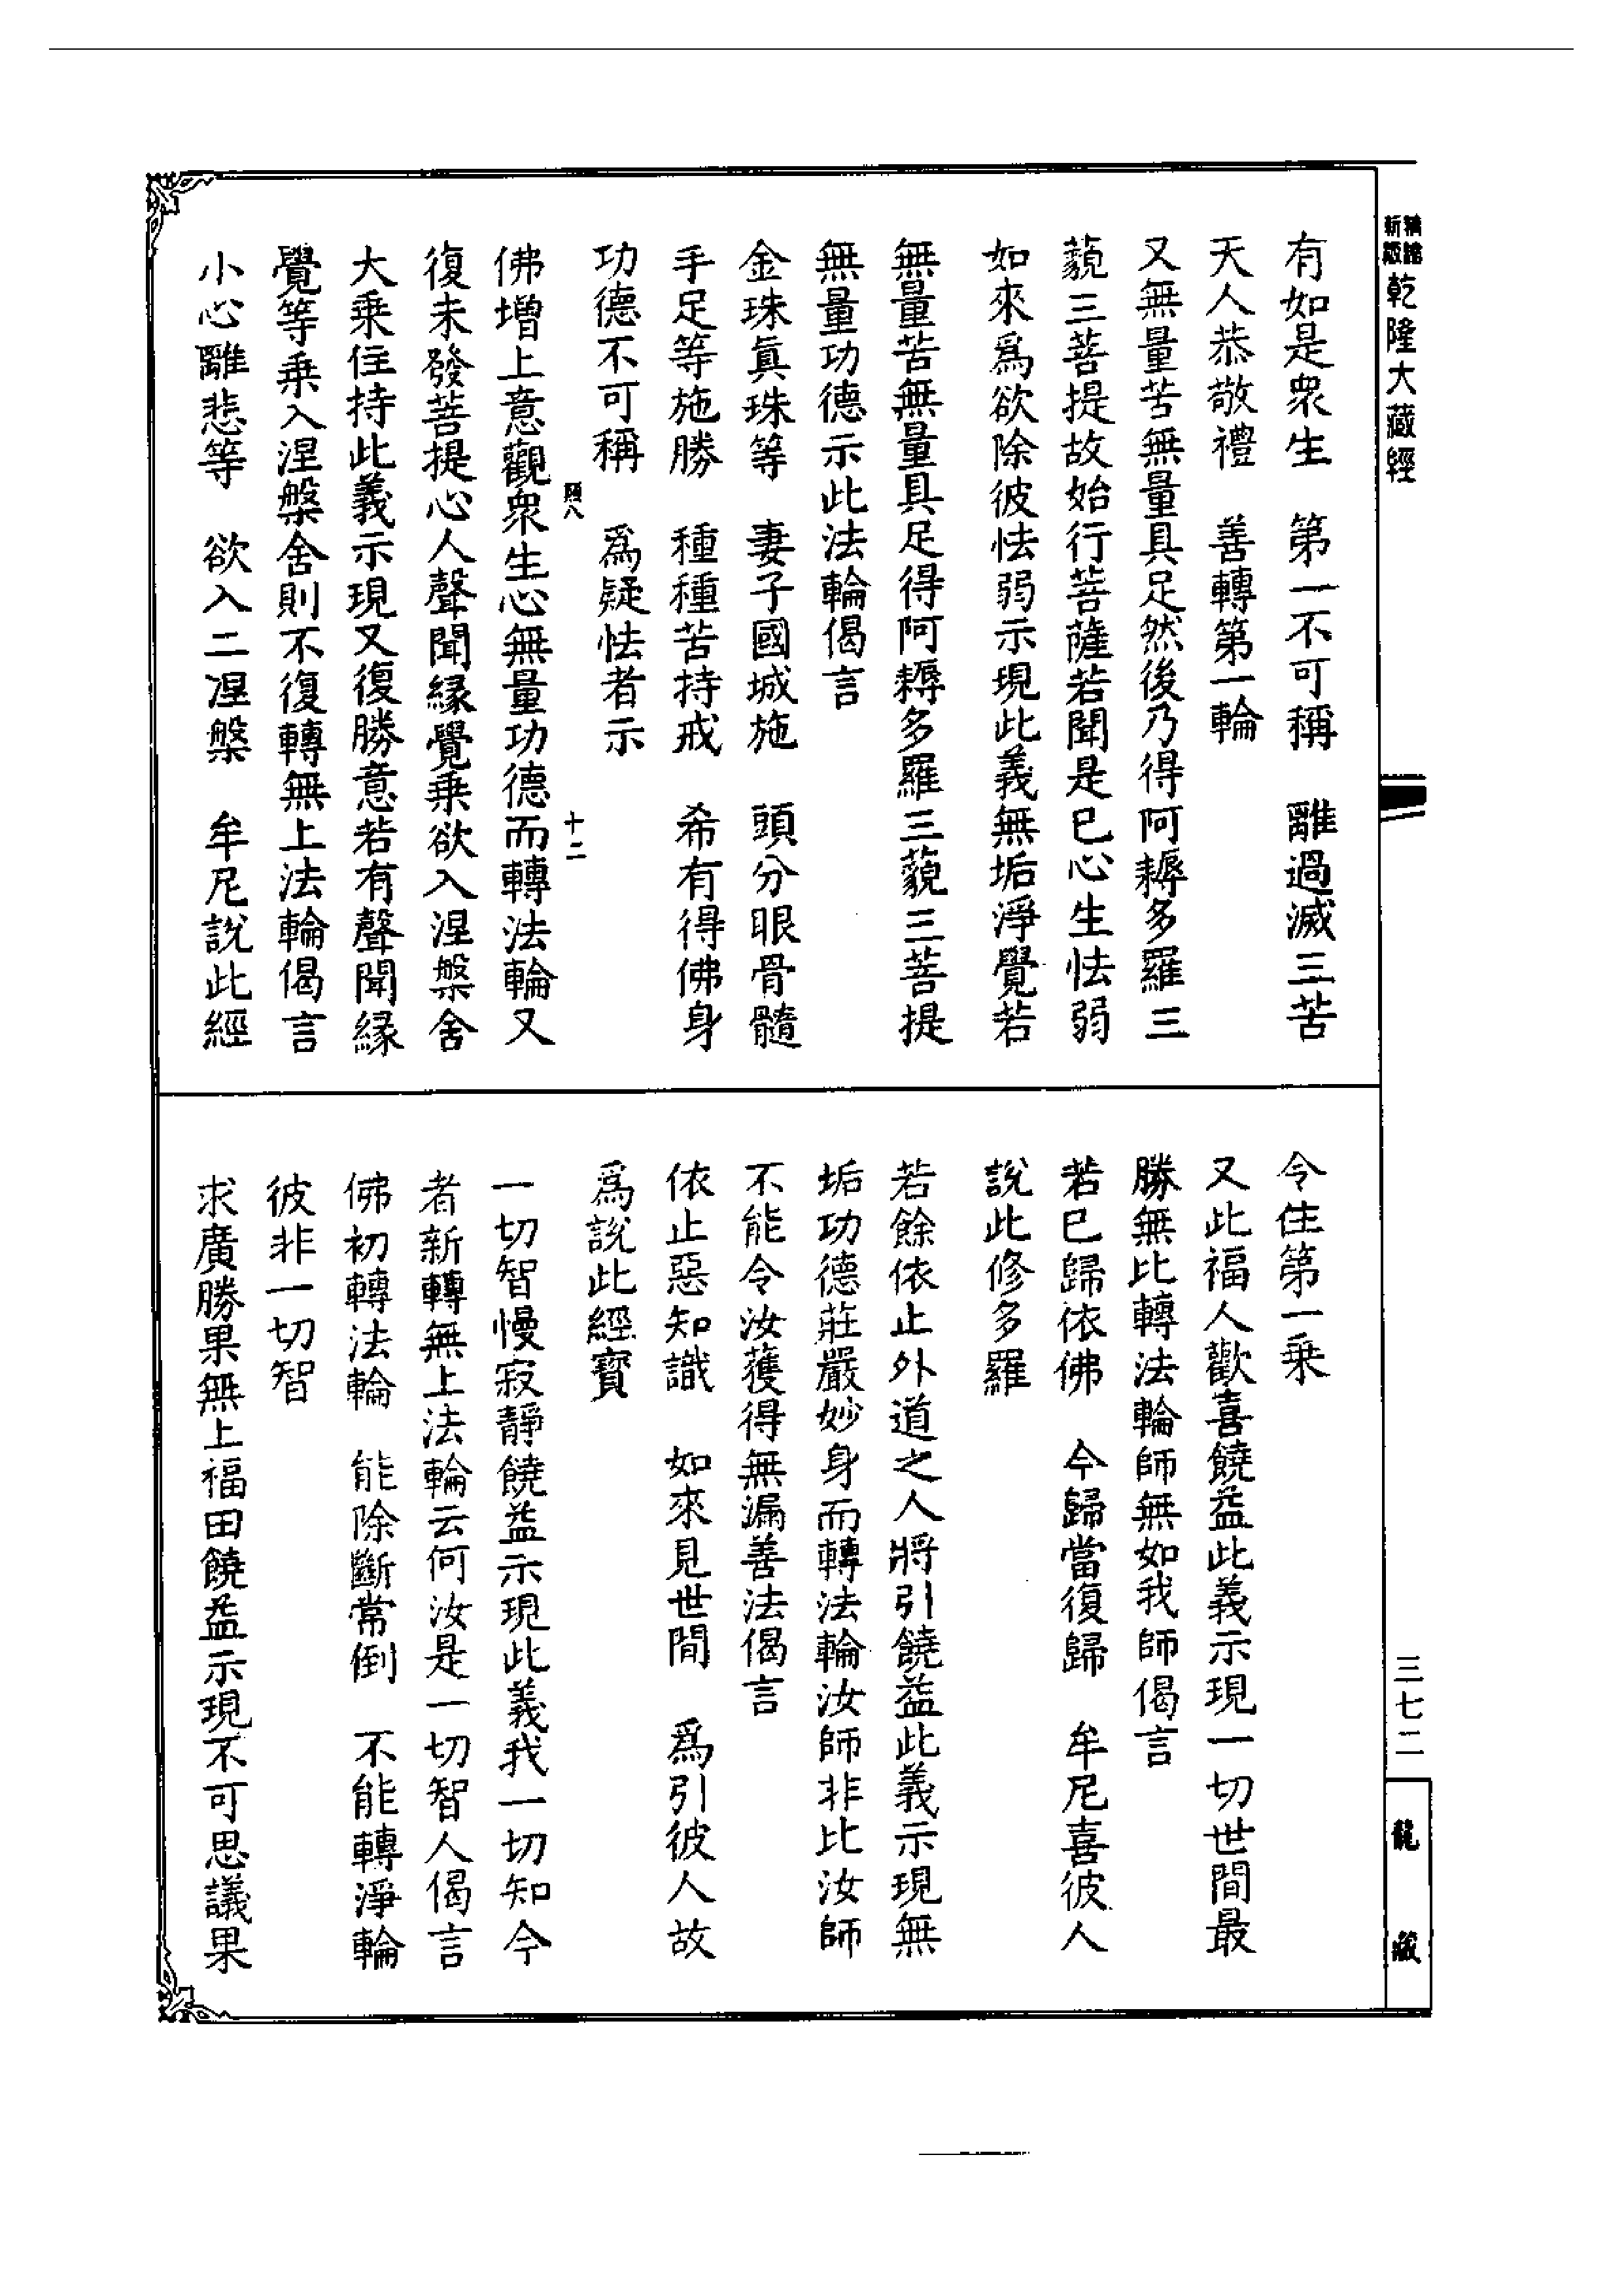 新版
乾隆大藏經
有如是衆生　第一不可稱　離過滅三苦
天人恭敬禮　善轉第一輪
又無量苦無量具足然後乃得阿耨多羅三
藐三菩提故始行菩薩若聞是已心生怯弱
如來爲欲除彼怯弱示現此義無垢淨覺若
無量苦無量具足得阿耨多羅三藐三菩提
無量功德示此法輪偈言
金珠眞珠等　妻子國城施　頭分眼骨髓
手足等施勝　種種苦持戒　希有得佛身
功德不可稱　爲疑怯者示
十二
佛增上意觀衆生心無量功德而轉法輪又
復未發菩提心人聲聞緣覺乘欲入涅槃舍
大乘住持此義示現又復勝意若有聲聞緣
覺等乘入涅槃舍則不復轉無上法輪偈言
小心離悲等　欲入二涅槃　牟尼說此經
令住第一乘
又此福人歡喜饒益此義示現一切世間最
勝無比轉法輪師無如我師偈言
若已歸依佛　今歸當復歸　牟尼喜彼人
說此修多羅
若餘依止外道之人將引饒益此義示現無
垢功德莊嚴妙身而轉法輪汝師非比汝師
不能令汝獲得無漏善法偈言
依止惡知識　如來見世間　爲引彼人故
爲說此經寶
一切智慢寂靜饒益示現此義我一切知今
者新轉無上法輪云何汝是一切智人偈言
佛初轉法輪　能除斷常倒　不能轉淨輪
彼非一切智
求廣勝果無上福田饒益示現不可思議果
三七二
龍藏